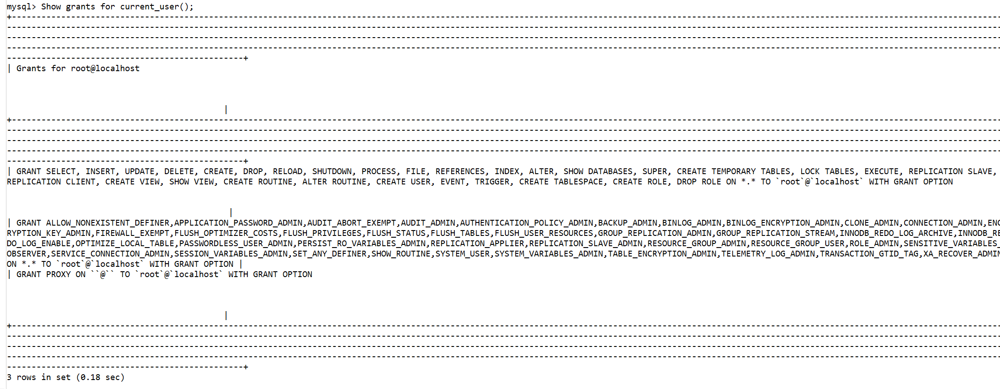 mysql> Show grants for current_user();
+------------------------------------------------------------------------------------------------------------------------------------------------------------------------------------------------------------
----------------------------------------------------------------------------------------------------------------------------------------------------------------------------------------------------------
----------------------------------------------------------------------------------------------------------------------------------------------------------------------------------------------------------
----------------------------------------------------------------------------------------------------------------------------------------------------------------------------------------------------------
------------------------------------------------+
| Grants for root@localhost
|
+------------------------------------------------------------------------------------------------------------------------------------------------------------------------------------------------------------
----------------------------------------------------------------------------------------------------------------------------------------------------------------------------------------------------------
----------------------------------------------------------------------------------------------------------------------------------------------------------------------------------------------------------
----------------------------------------------------------------------------------------------------------------------------------------------------------------------------------------------------------
------------------------------------------------+
| GRANT SELECT, INSERT, UPDATE, DELETE, CREATE, DROP, RELOAD, SHUTDOWN, PROCESS, FILE, REFERENCES, INDEX, ALTER, SHOW DATABASES, SUPER, CREATE TEMPORARY TABLES, LOCK TABLES, EXECUTE, REPLICATION SLAVE,
REPLICATION CLIENT, CREATE VIEW, SHOW VIEW, CREATE ROUTINE, ALTER ROUTINE, CREATE USER, EVENT, TRIGGER, CREATE TABLESPACE, CREATE ROLE, DROP ROLE ON *.* TO `root`@`localhost` WITH GRANT OPTION
|
| GRANT ALLOW_NONEXISTENT_DEFINER,APPLICATION_PASSWORD_ADMIN,AUDIT_ABORT_EXEMPT,AUDIT_ADMIN,AUTHENTICATION_POLICY_ADMIN,BACKUP_ADMIN,BINLOG_ADMIN,BINLOG_ENCRYPTION_ADMIN,CLONE_ADMIN,CONNECTION_ADMIN,ENC
RYPTION_KEY_ADMIN,FIREWALL_EXEMPT,FLUSH_OPTIMIZER_COSTS,FLUSH_PRIVILEGES,FLUSH_STATUS,FLUSH_TABLES,FLUSH_USER_RESOURCES,GROUP_REPLICATION_ADMIN,GROUP_REPLICATION_STREAM,INNODB_REDO_LOG_ARCHIVE,INNODB_RE
DO_LOG_ENABLE,OPTIMIZE_LOCAL_TABLE,PASSWORDLESS_USER_ADMIN,PERSIST_RO_VARIABLES_ADMIN,REPLICATION_APPLIER,REPLICATION_SLAVE_ADMIN,RESOURCE_GROUP_ADMIN,RESOURCE_GROUP_USER,ROLE_ADMIN,SENSITIVE_VARIABLES_
OBSERVER,SERVICE_CONNECTION_ADMIN,SESSION_VARIABLES_ADMIN,SET_ANY_DEFINER,SHOW_ROUTINE,SYSTEM_USER,SYSTEM_VARIABLES_ADMIN,TABLE_ENCRYPTION_ADMIN,TELEMETRY_LOG_ADMIN,TRANSACTION_GTID_TAG,XA_RECOVER_ADMIN
ON *.* TO `root`@`localhost` WITH GRANT OPTION |
| GRANT PROXY ON ``@`` TO `root`@`localhost` WITH GRANT OPTION
|
+------------------------------------------------------------------------------------------------------------------------------------------------------------------------------------------------------------
----------------------------------------------------------------------------------------------------------------------------------------------------------------------------------------------------------
----------------------------------------------------------------------------------------------------------------------------------------------------------------------------------------------------------
----------------------------------------------------------------------------------------------------------------------------------------------------------------------------------------------------------
------------------------------------------------+
3 rows in set (0.18 sec)